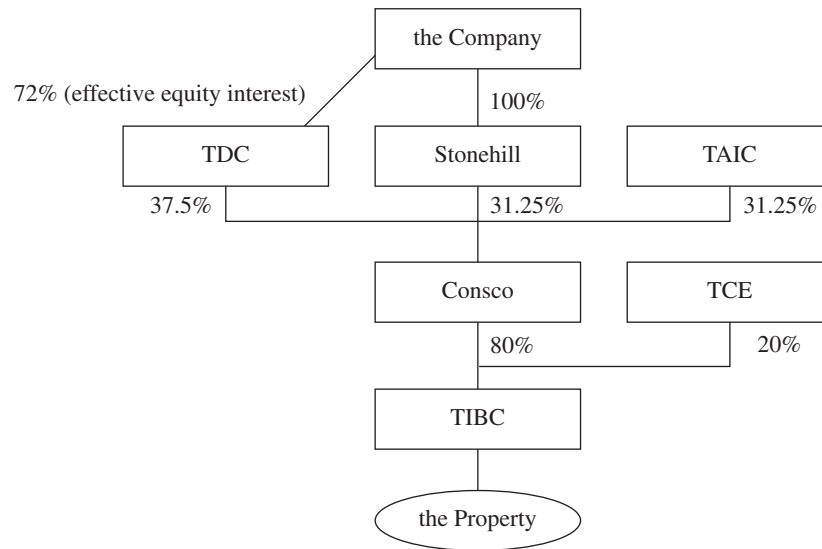 the Company
72% (effective equity interest)
100%
TDC
Stonehill
TAIC
37.5%
31.25%
31.25%
Consco
TCE
80%
20%
TIBC
the Property